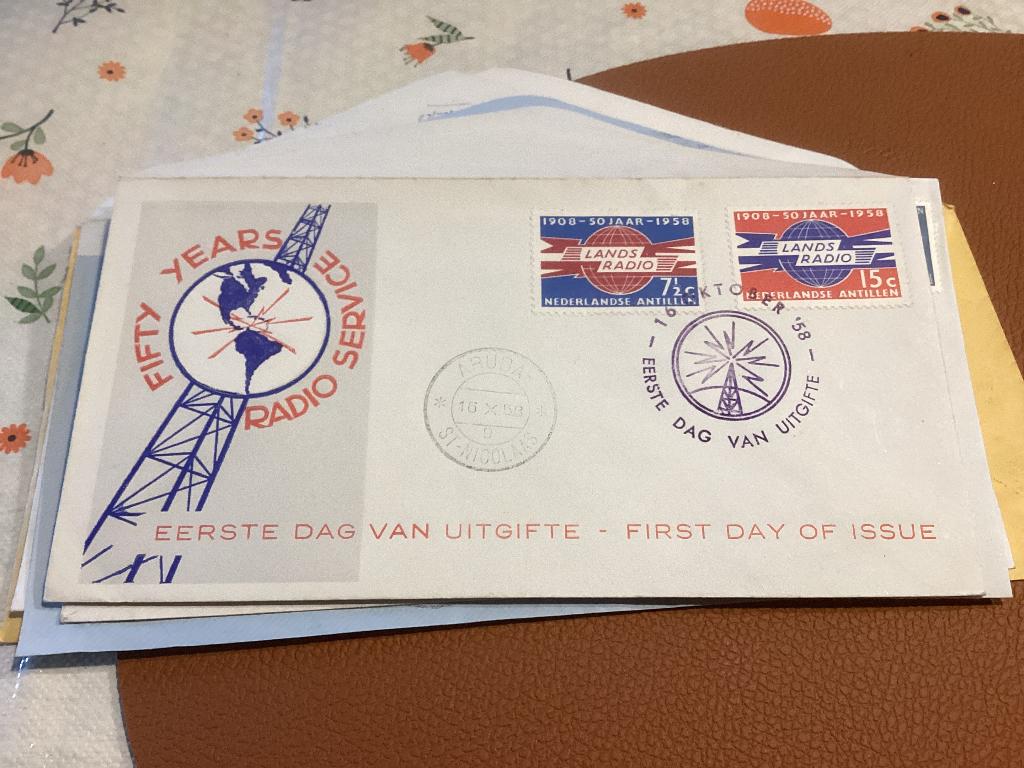 FIFTY YEARS
RADIO SERVICE
1908-50 JAAR-1958
LANDS
RADIO
7½c
NEDERLANDSE ANTILLEN
1908-50 JAAR-1958
LANDS
RADIO
15c
NEDERLANDSE ANTILLEN
ARUBA
* 16 X 58 *
ST-NICOLAAS
- 16 OKTOBER '58 -
EERSTE DAG VAN UITGIFTE
EERSTE DAG VAN UITGIFTE - FIRST DAY OF ISSUE